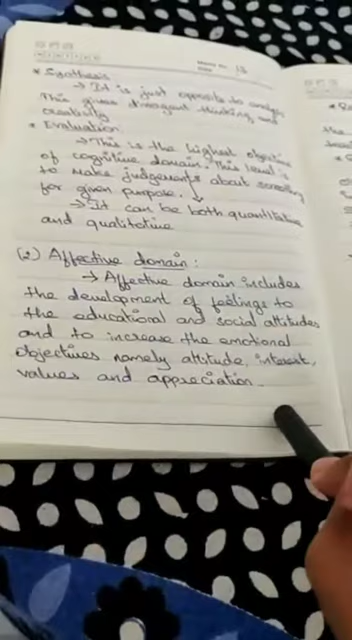 * Synthesis
→ It is just opposite to analysis
This gives divergent thinking, and
creativity
* Evaluation
→ This is the highest objective
of cognitive domain. This level is
to make judgements about something
for given purpose.
→ It can be both quantitative
and qualitative
(2) Affective domain:
→ Affective domain includes
the development of feelings to
the educational and social attitudes
and to increase the emotional
objectives namely attitude, interest,
values and appreciation.